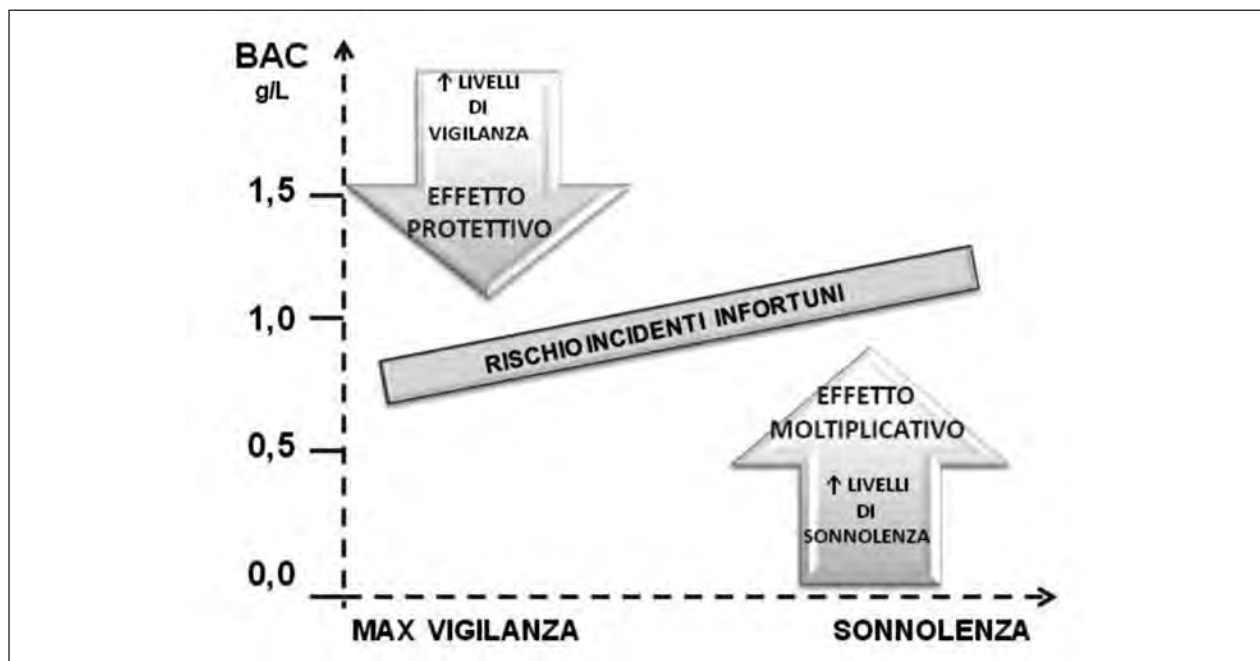 BAC
g/L
1,5
1,0
0,5
0,0
↑ LIVELLI
DI
VIGILANZA
EFFETTO
PROTETTIVO
RISCHIO INCIDENTI INFORTUNI
EFFETTO
MOLTIPLICATIVO
↑ LIVELLI
DI
SONNOLENZA
MAX VIGILANZA
SONNOLENZA